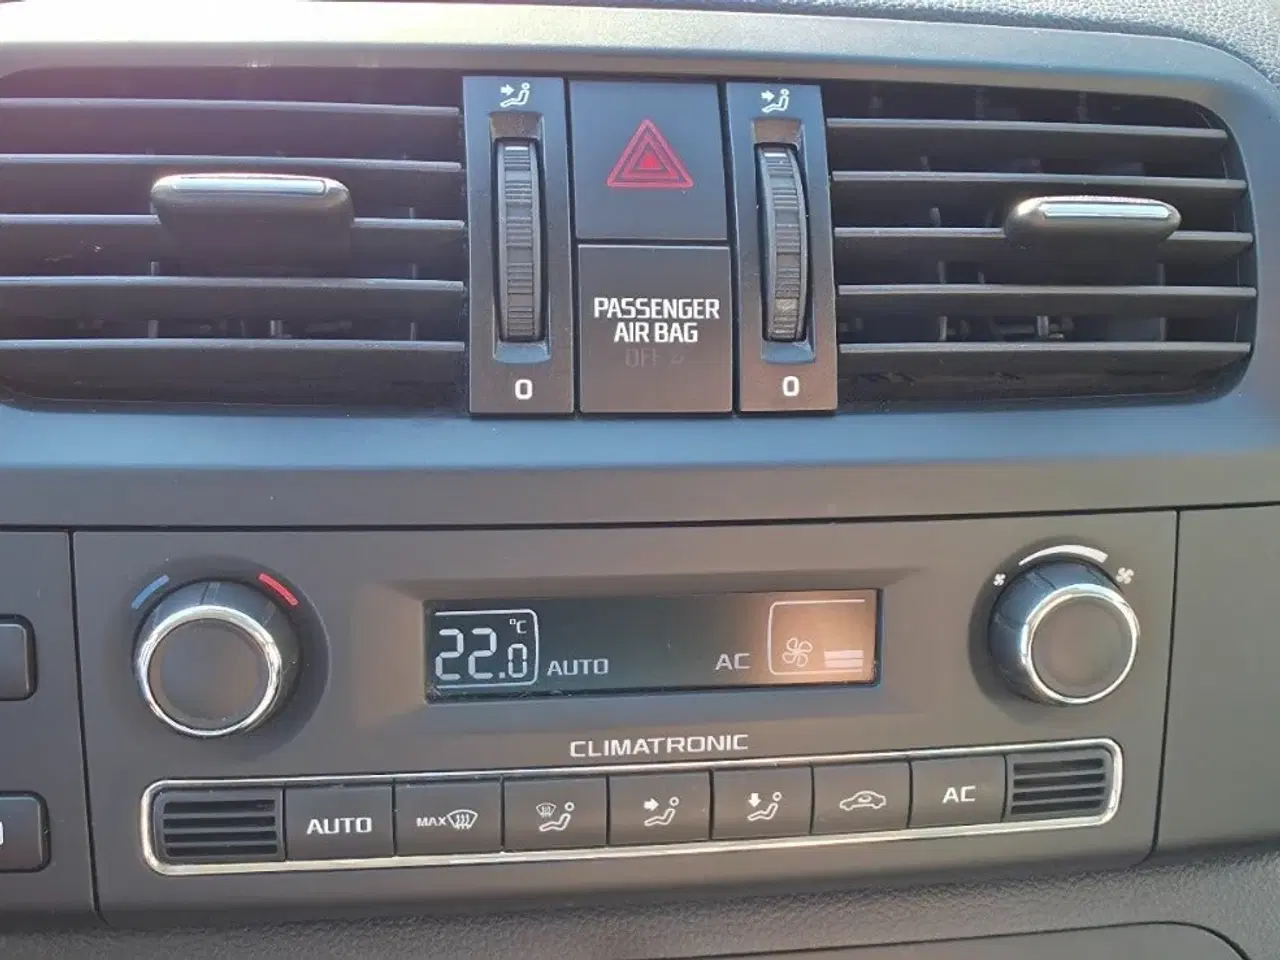 PASSENGER
AIR BAG
OFF
0
0
22.0 °C
AUTO
AC
CLIMATRONIC
AUTO
MAX
AC